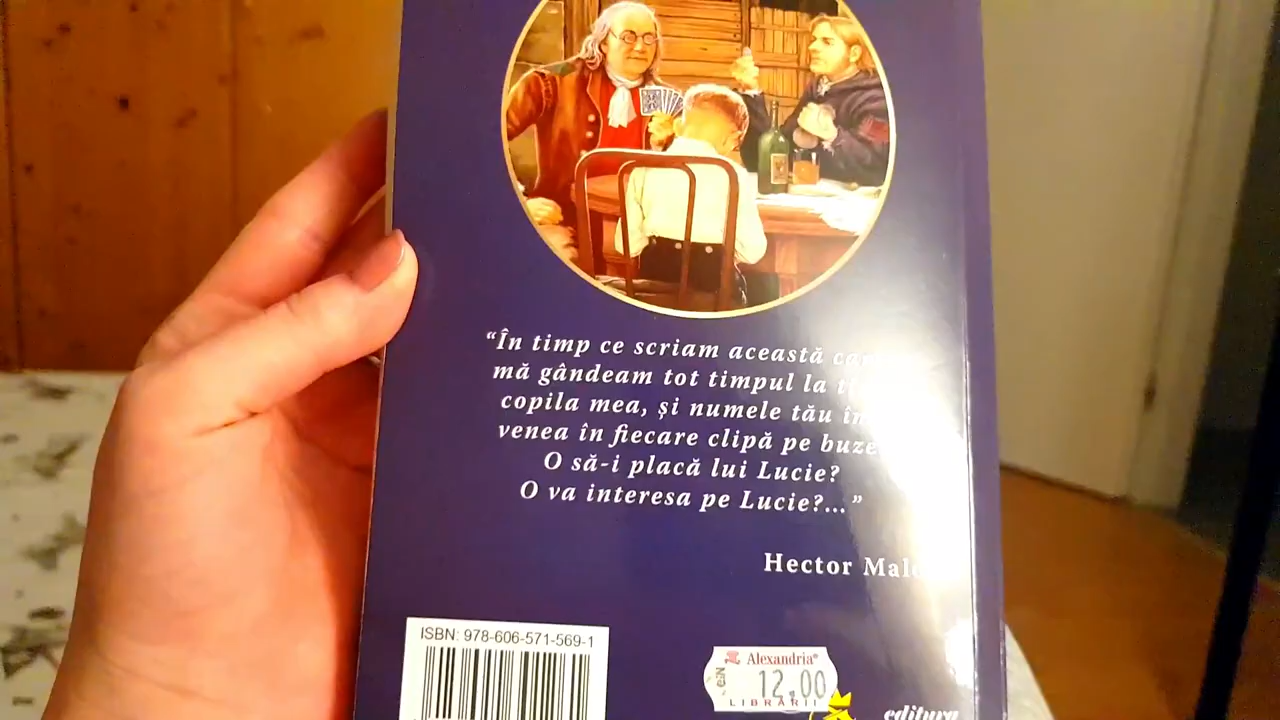 “În timp ce scriam această
mă gândeam tot timpul la
copila mea, și numele tău
venea în fiecare clipă pe buze
O să-i placă lui Lucie?
O va interesa pe Lucie?...”
Hector
ISBN: 978-606-571-569-1
Alexandria®
12.00
LIBRĂRII
editura